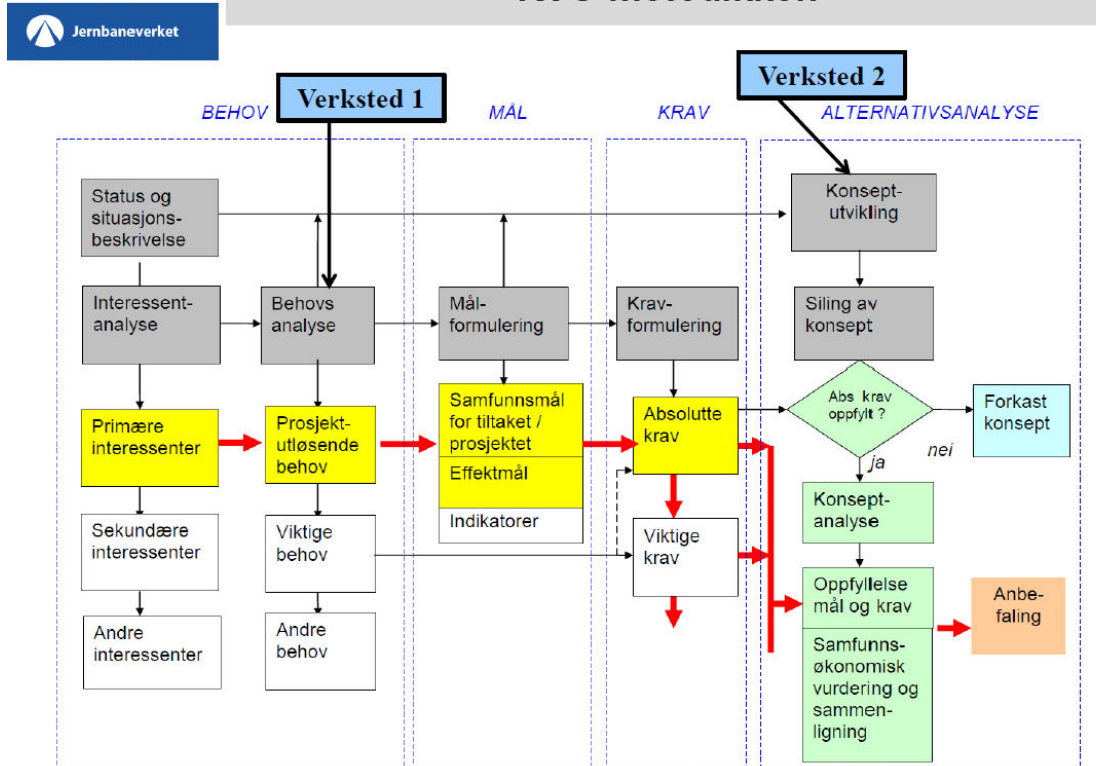 Jernbaneverket
Verksted 1
Verksted 2
BEHOV
MÅL
KRAV
ALTERNATIVSANALYSE
Status og
situasjons-
beskrivelse
Konsept-
utvikling
Interessent-
analyse
Behovs
analyse
Mål-
formulering
Krav-
formulering
Siling av
konsept
Primære
interessenter
Prosjekt-
utløsende
behov
Samfunnsmål
for tiltaket /
prosjektet
Effektmål
Indikatorer
Absolutte
krav
Abs krav
oppfylt ?
Forkast
konsept
nei
ja
Sekundære
interessenter
Viktige
behov
Viktige
krav
Konsept-
analyse
Andre
interessenter
Andre
behov
Oppfyllelse
mål og krav
Samfunns-
økonomisk
vurdering og
sammen-
ligning
Anbe-
faling